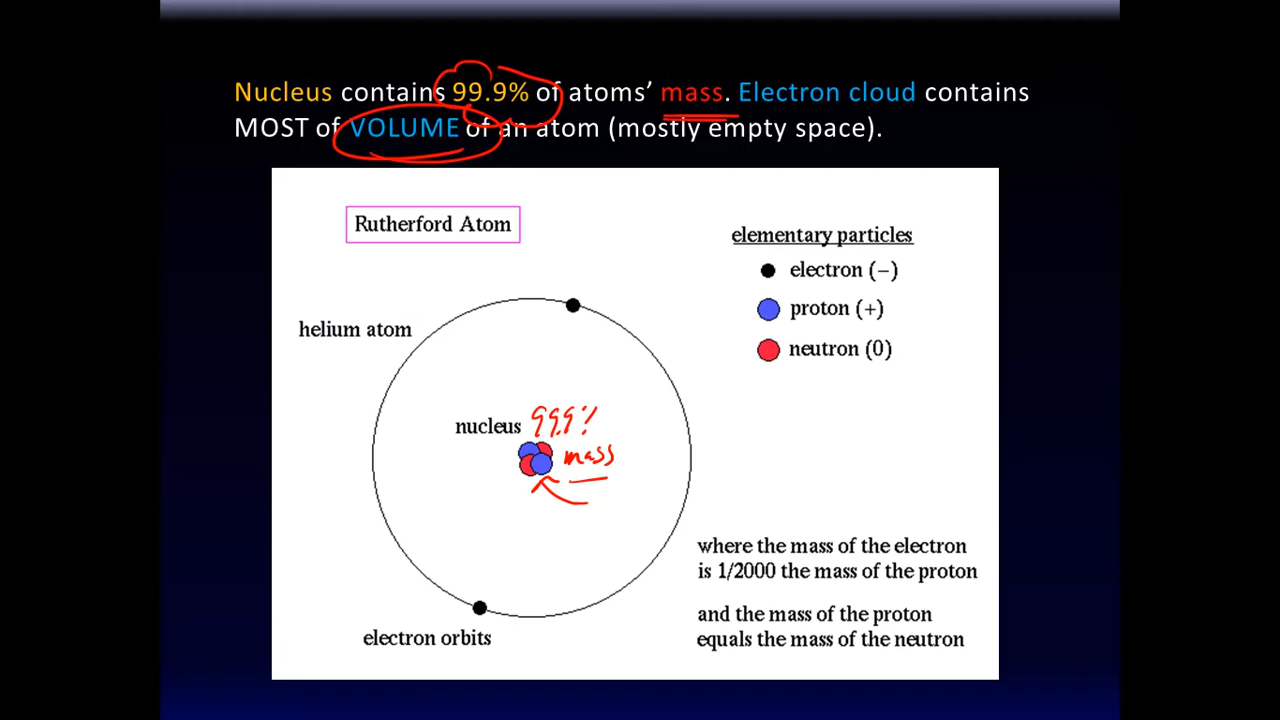 Nucleus contains 99.9% of atoms’ mass. Electron cloud contains
MOST of VOLUME of an atom (mostly empty space).
Rutherford Atom
elementary particles
electron (−)
proton (+)
neutron (0)
helium atom
nucleus 99.9%
mass
where the mass of the electron
is 1/2000 the mass of the proton
and the mass of the proton
equals the mass of the neutron
electron orbits